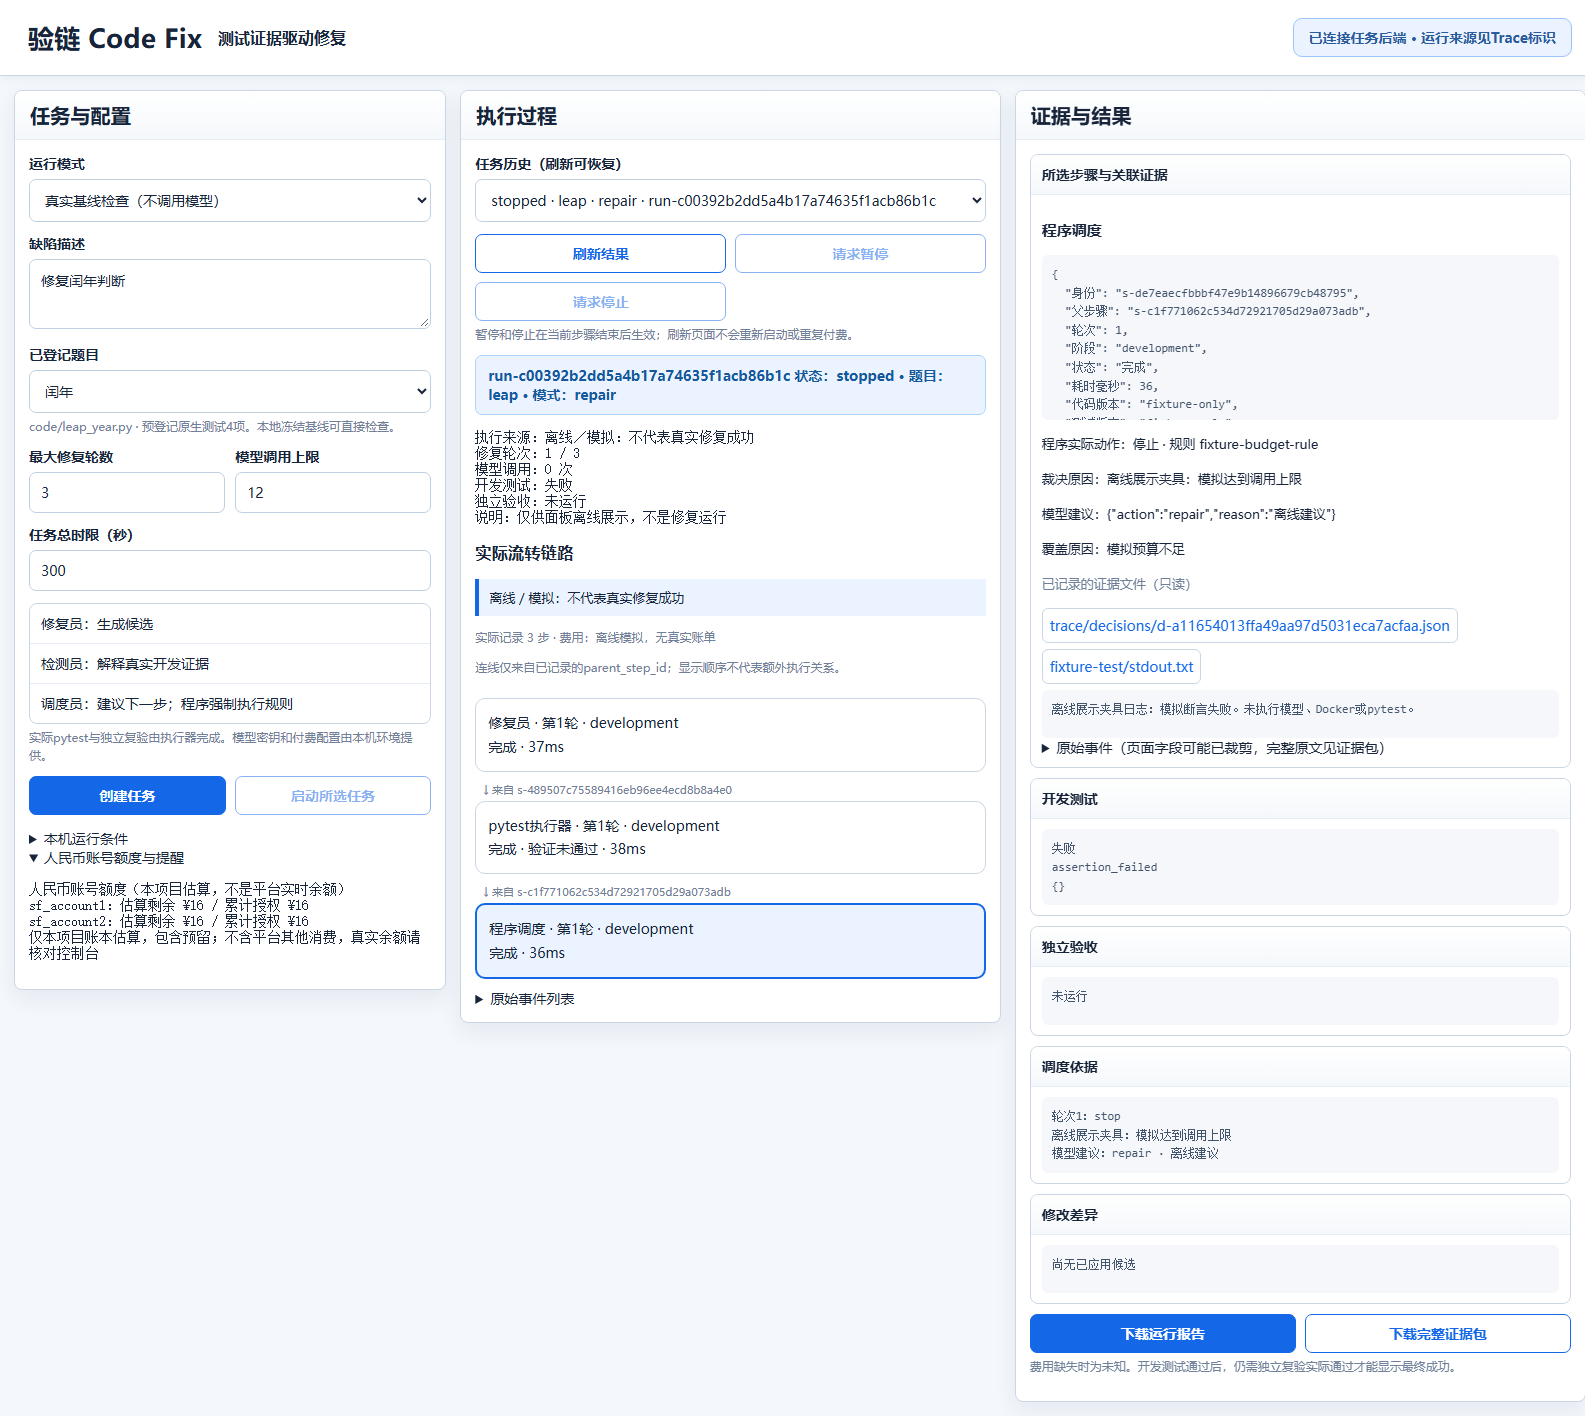 验链 Code Fix 测试证据驱动修复
已连接任务后端 • 运行来源见Trace标识
任务与配置
运行模式
真实基线检查（不调用模型）
缺陷描述
修复闰年判断
已登记题目
闰年
code/leap_year.py · 预登记原生测试4项。本地冻结基线可直接检查。
最大修复轮数 模型调用上限
3 12
任务总时限（秒）
300
修复员：生成候选
检测员：解释真实开发证据
调度员：建议下一步；程序强制执行规则
实际pytest与独立复验由执行器完成。模型密钥和付费配置由本机环境提
供。
创建任务 启动所选任务
▶ 本机运行条件
▼ 人民币账号额度与提醒
人民币账号额度（本项目估算，不是平台实时余额）
sf_account1：估算剩余 ¥16 / 累计授权 ¥16
sf_account2：估算剩余 ¥16 / 累计授权 ¥16
仅本项目账本估算，包含预留；不含平台其他消费，真实余额请
核对控制台
执行过程
任务历史（刷新可恢复）
stopped · leap · repair · run-c00392b2dd5a4b17a74635f1acb86b1c
刷新结果 请求暂停
请求停止
暂停和停止在当前步骤结束后生效；刷新页面不会重新启动或重复付费。
run-c00392b2dd5a4b17a74635f1acb86b1c 状态：stopped • 题目：
leap • 模式：repair
执行来源：离线／模拟：不代表真实修复成功
修复轮次：1 / 3
模型调用：0 次
开发测试：失败
独立验收：未运行
说明：仅供面板离线展示，不是修复运行
实际流转链路
离线 / 模拟：不代表真实修复成功
实际记录 3 步 · 费用：离线模拟，无真实账单
连线仅来自已记录的parent_step_id；显示顺序不代表额外执行关系。
修复员 · 第1轮 · development
完成 · 37ms
↓ 来自 s-489507c75589416eb96ee4ecd8b8a4e0
pytest执行器 · 第1轮 · development
完成 · 验证未通过 · 38ms
↓ 来自 s-c1f771062c534d72921705d29a073adb
程序调度 · 第1轮 · development
完成 · 36ms
▶ 原始事件列表
证据与结果
所选步骤与关联证据
程序调度
{
"身份": "s-de7eaecfbbbf47e9b14896679cb48795",
"父步骤": "s-c1f771062c534d72921705d29a073adb",
"轮次": 1,
"阶段": "development",
"状态": "完成",
"耗时毫秒": 36,
"代码版本": "fixture-only",
程序实际动作：停止 · 规则 fixture-budget-rule
裁决原因：离线展示夹具：模拟达到调用上限
模型建议：{"action":"repair","reason":"离线建议"}
覆盖原因：模拟预算不足
已记录的证据文件（只读）
trace/decisions/d-a11654013ffa49aa97d5031eca7acfaa.json
fixture-test/stdout.txt
离线展示夹具日志：模拟断言失败。未执行模型、Docker或pytest。
▶ 原始事件（页面字段可能已裁剪，完整原文见证据包）
开发测试
失败
assertion_failed
{}
独立验收
未运行
调度依据
轮次1：stop
离线展示夹具：模拟达到调用上限
模型建议：repair · 离线建议
修改差异
尚无已应用候选
下载运行报告 下载完整证据包
费用缺失时为未知。开发测试通过后，仍需独立复验实际通过才能显示最终成功。